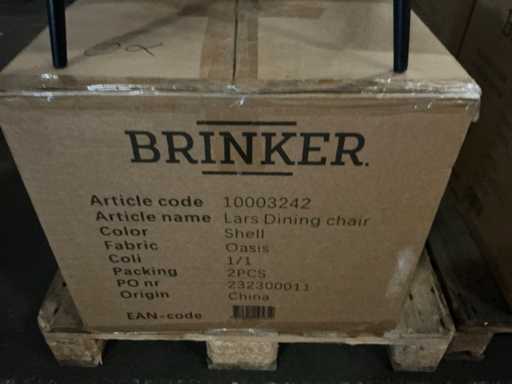 BRINKER.
Article code 10003242
Article name Lars Dining chair
Color Shell
Fabric Oasis
Coli 1/1
Packing 2PCS
PO nr 232300011
Origin China
EAN-code